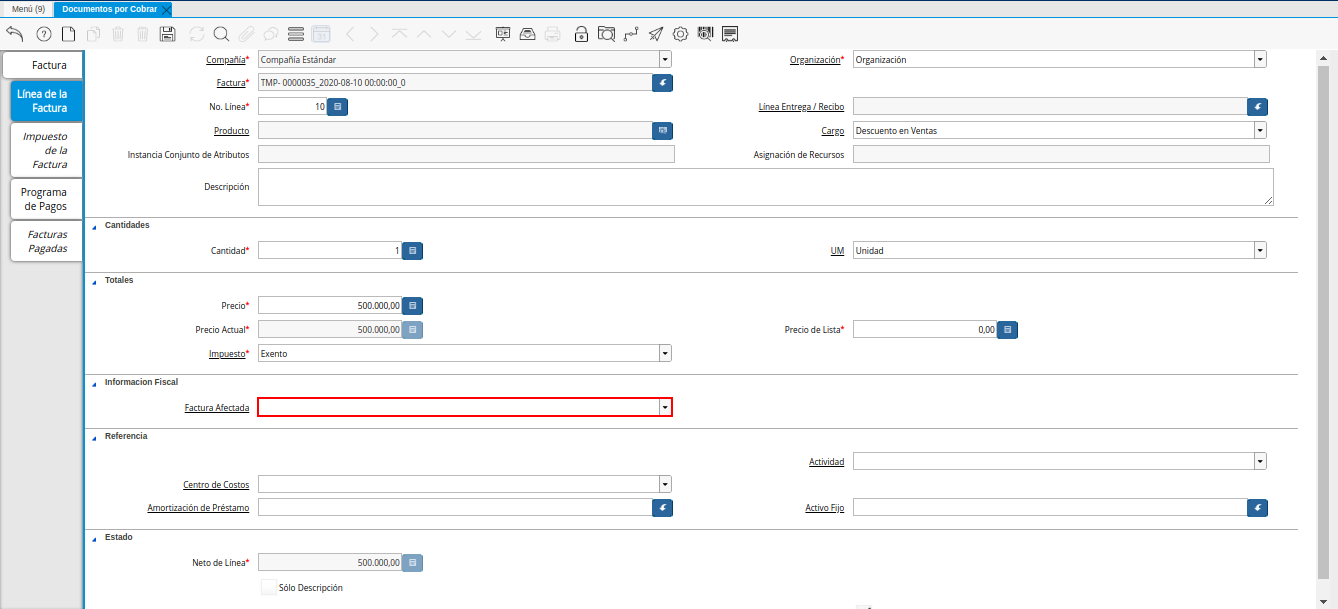 Menú (9) Documentos por Cobrar
Factura
Línea de la
Factura
Impuesto
de la
Factura
Programa
de Pagos
Facturas
Pagadas
Compañía* Compañía Estándar Organización* Organización
Factura* TMP- 0000035_2020-08-10 00:00:00_0
No. Línea* 10 Línea Entrega / Recibo
Producto Cargo Descuento en Ventas
Instancia Conjunto de Atributos Asignación de Recursos
Descripción
Cantidades
Cantidad* 1 UM Unidad
Totales
Precio* 500.000,00
Precio Actual* 500.000,00 Precio de Lista* 0,00
Impuesto* Exento
Informacion Fiscal
Factura Afectada
Referencia
Actividad
Centro de Costos
Amortización de Préstamo Activo Fijo
Estado
Neto de Línea* 500.000,00
Sólo Descripción